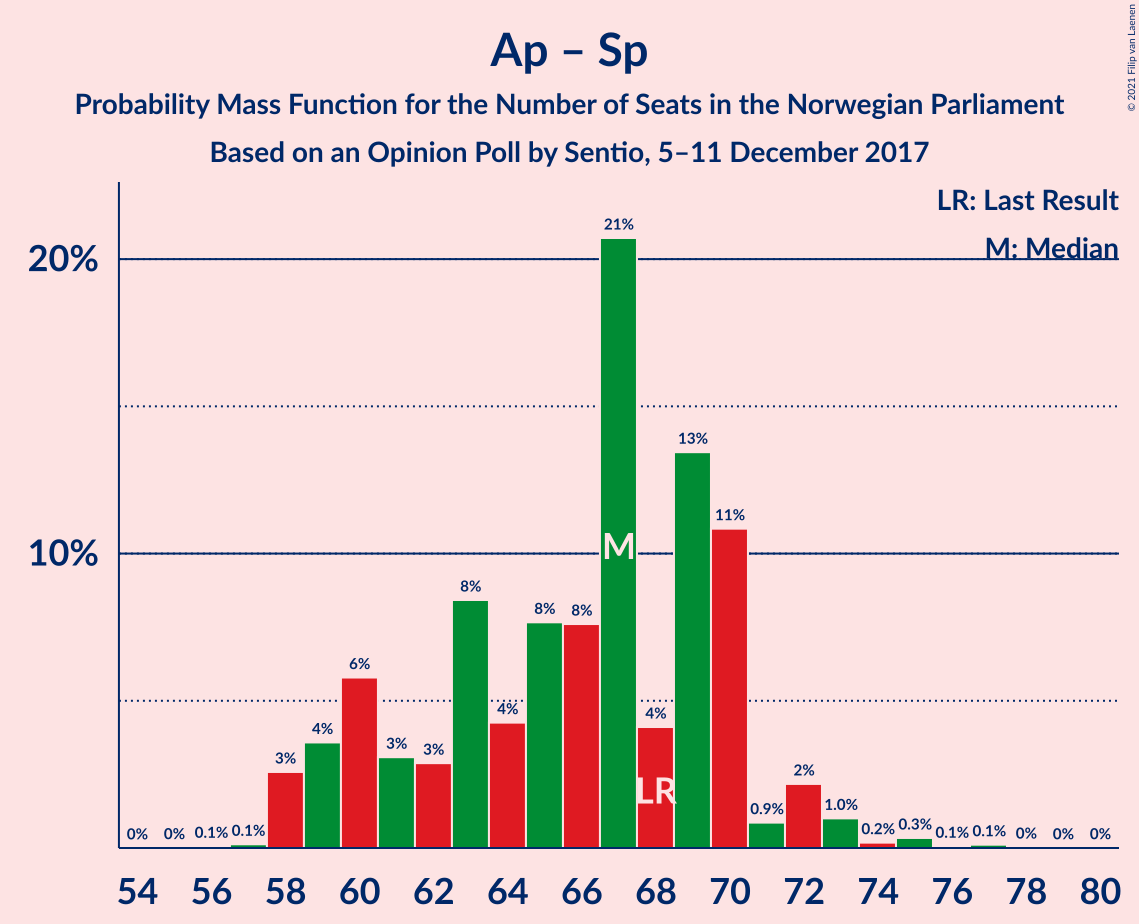 Ap – Sp
Probability Mass Function for the Number of Seats in the Norwegian Parliament
Based on an Opinion Poll by Sentio, 5–11 December 2017
© 2021 Filip van Laenen
LR: Last Result
M: Median
20%
10%
0% 0% 0.1% 0.1% 3% 4% 6% 3% 3% 8% 4% 8% 8% 21% 4% 13% 11% 0.9% 2% 1.0% 0.2% 0.3% 0.1% 0.1% 0% 0% 0%
M
LR
54 56 58 60 62 64 66 68 70 72 74 76 78 80